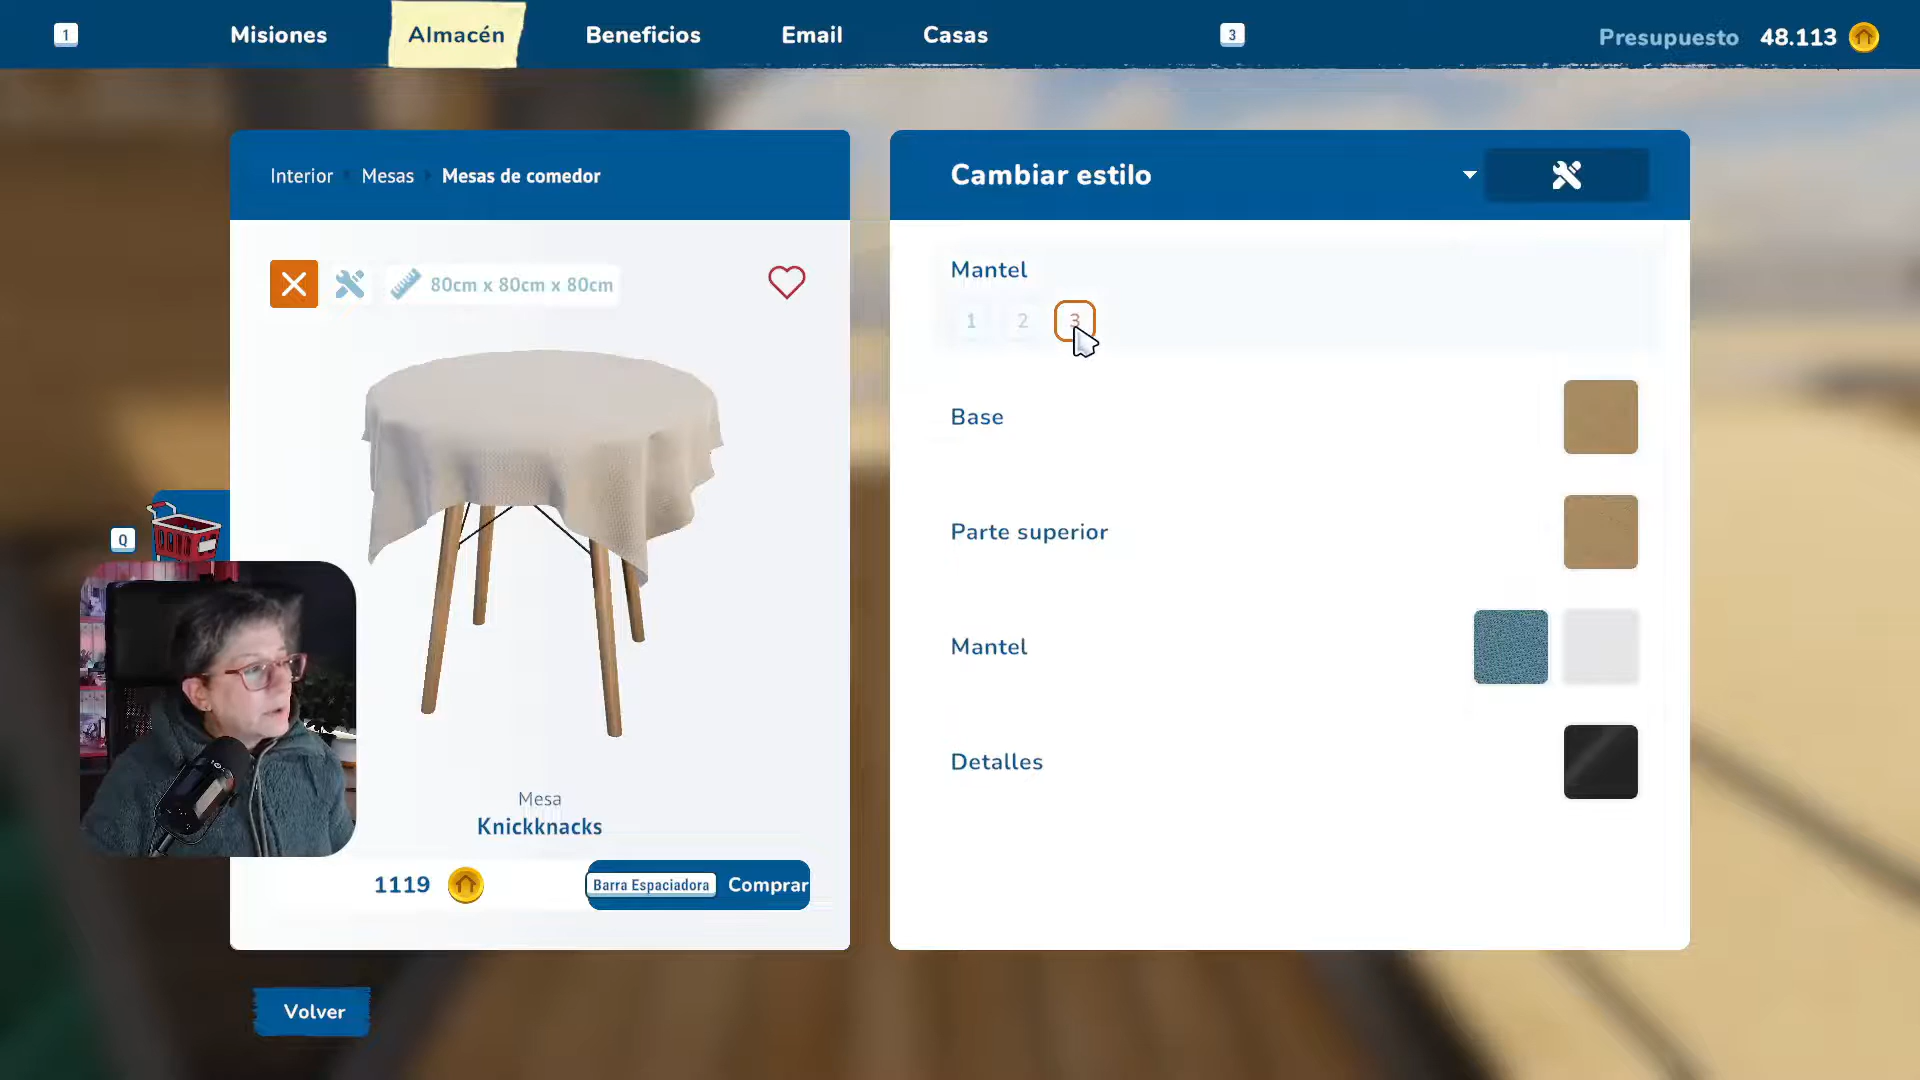 1
Misiones
Almacén
Beneficios
Email
Casas
3
Presupuesto 48.113
Interior Mesas Mesas de comedor
80cm x 80cm x 80cm
Mesa
Knickknacks
1119
Barra Espaciadora Comprar
Q
Volver
Cambiar estilo
Mantel
1 2 3
Base
Parte superior
Mantel
Detalles